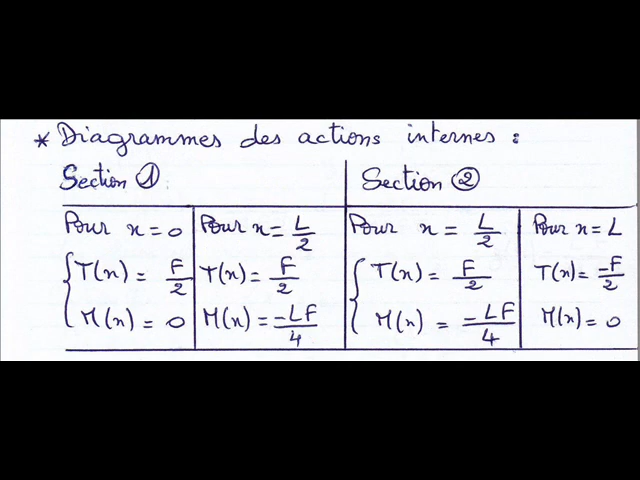 * Diagrammes des actions internes :
Section ① Section ②
Pour x = 0 Pour x = L/2 Pour x = L/2 Pour x = L
{ T(x) = F/2 T(x) = F/2 { T(x) = F/2 T(x) = -F/2
M(x) = 0 M(x) = -LF/4 M(x) = -LF/4 M(x) = 0